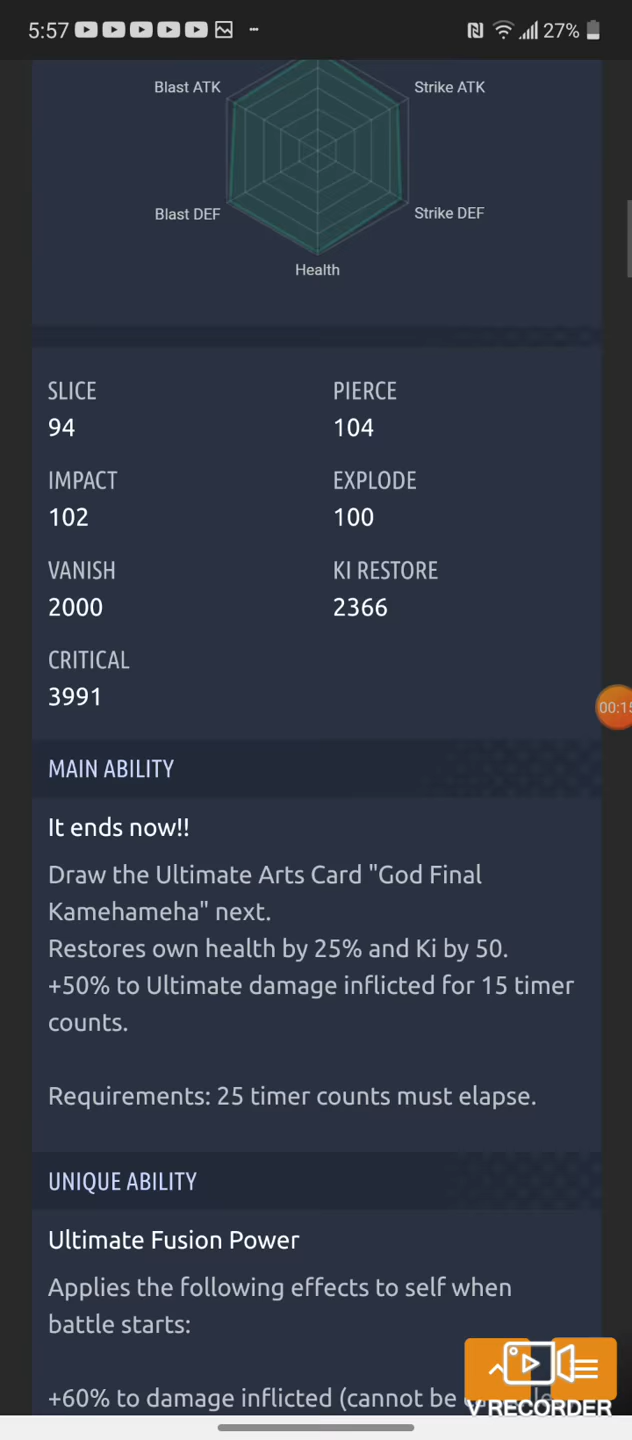 5:57
27%
Blast ATK
Strike ATK
Blast DEF
Strike DEF
Health
SLICE
PIERCE
94
104
IMPACT
EXPLODE
102
100
VANISH
KI RESTORE
2000
2366
CRITICAL
3991
00:15
MAIN ABILITY
It ends now!!
Draw the Ultimate Arts Card "God Final
Kamehameha" next.
Restores own health by 25% and Ki by 50.
+50% to Ultimate damage inflicted for 15 timer
counts.
Requirements: 25 timer counts must elapse.
UNIQUE ABILITY
Ultimate Fusion Power
Applies the following effects to self when
battle starts:
+60% to damage inflicted (cannot be
V RECORDER